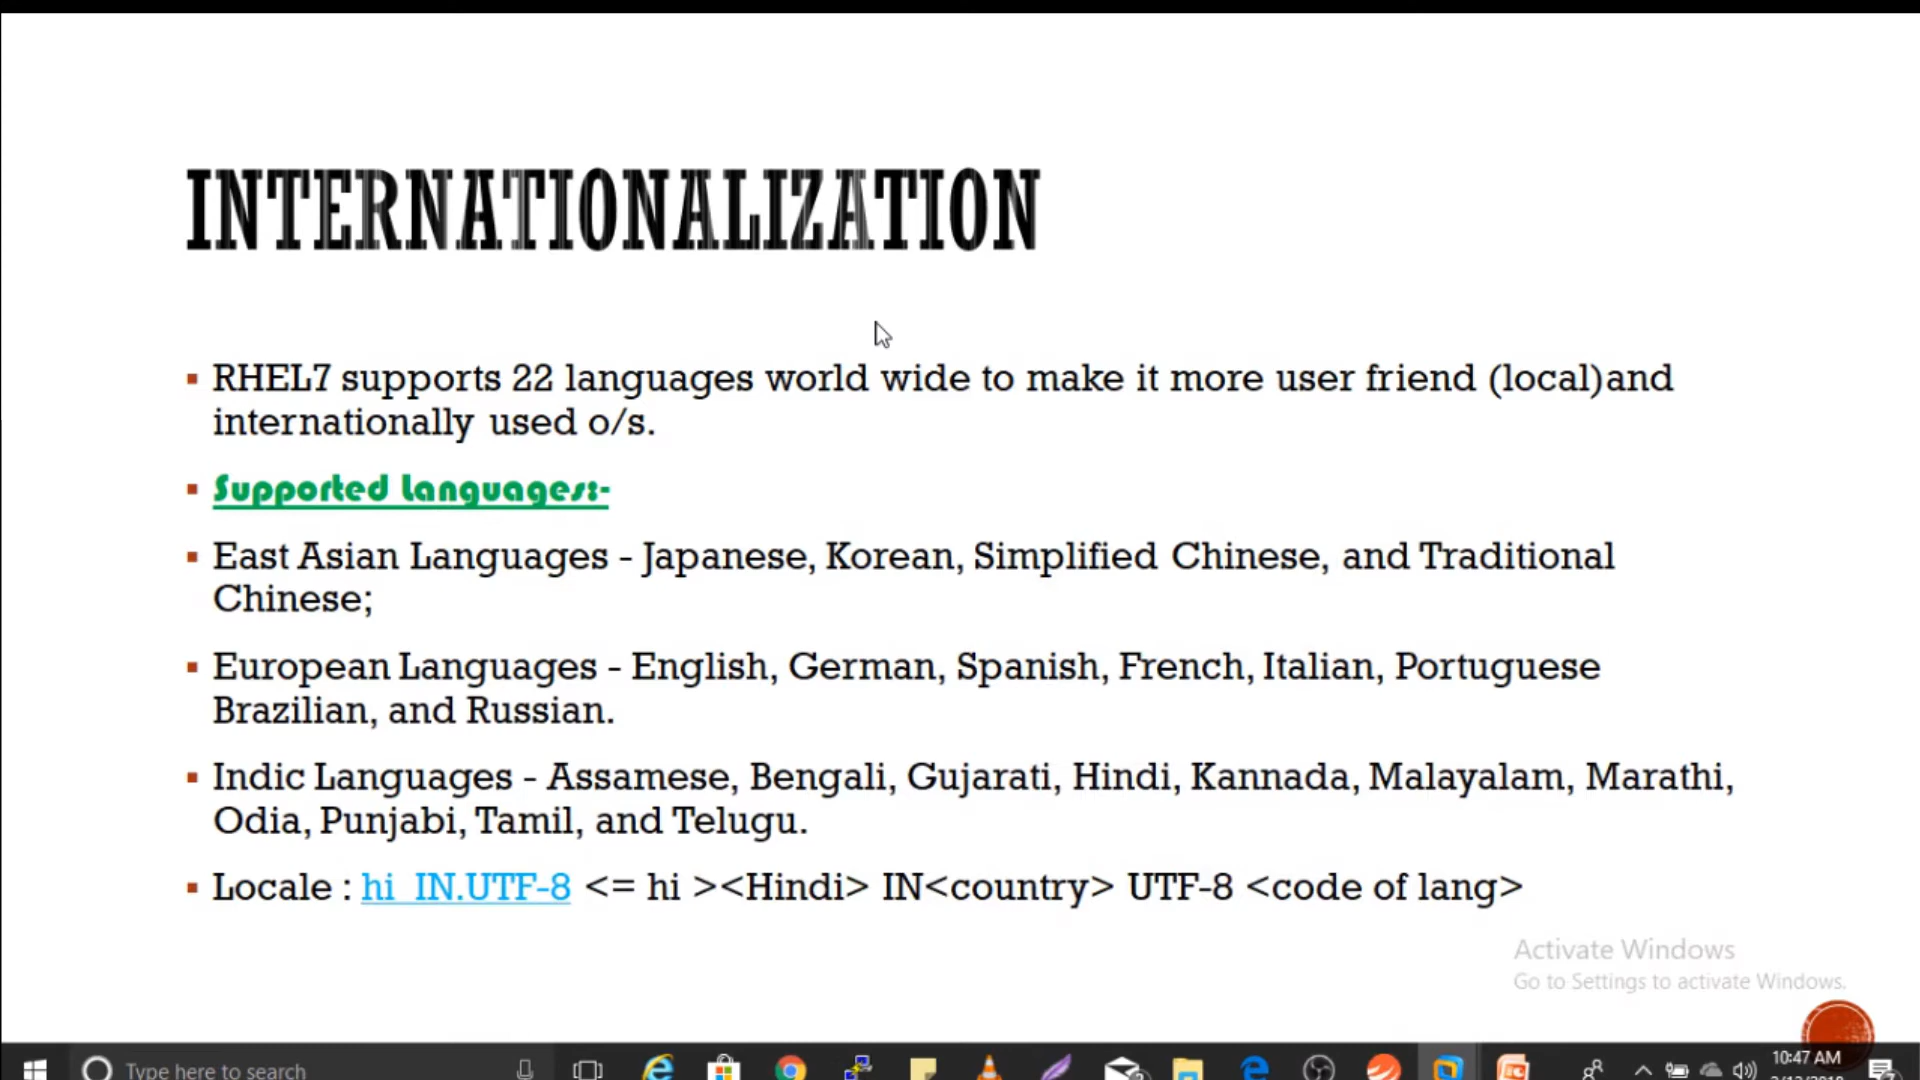 INTERNATIONALIZATION
▪ RHEL7 supports 22 languages world wide to make it more user friend (local)and
internationally used o/s.
▪ Supported Languages:-
▪ East Asian Languages - Japanese, Korean, Simplified Chinese, and Traditional
Chinese;
▪ European Languages - English, German, Spanish, French, Italian, Portuguese
Brazilian, and Russian.
▪ Indic Languages - Assamese, Bengali, Gujarati, Hindi, Kannada, Malayalam, Marathi,
Odia, Punjabi, Tamil, and Telugu.
▪ Locale : hi_IN.UTF-8 <= hi ><Hindi> IN<country> UTF-8 <code of lang>
Activate Windows
Go to Settings to activate Windows.
Type here to search
10:47 AM